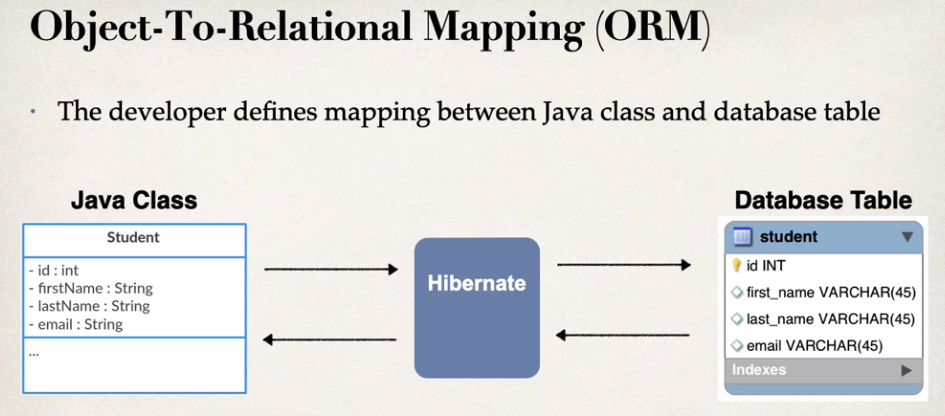 Object-To-Relational Mapping (ORM)
• The developer defines mapping between Java class and database table
Java Class
Student
- id : int
- firstName : String
- lastName : String
- email : String
...
Hibernate
Database Table
student
id INT
first_name VARCHAR(45)
last_name VARCHAR(45)
email VARCHAR(45)
Indexes